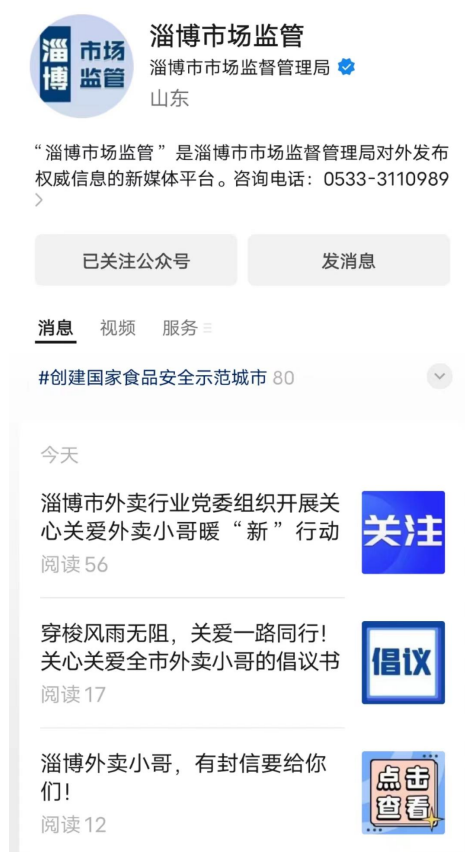 淄博
市场
监管
淄博市场监管
淄博市市场监督管理局
山东
“淄博市场监管”是淄博市市场监督管理局对外发布
权威信息的新媒体平台。咨询电话：0533-3110989
已关注公众号
发消息
消息 视频 服务
#创建国家食品安全示范城市 80
今天
淄博市外卖行业党委组织开展关
心关爱外卖小哥暖“新”行动
阅读 56
关注
穿梭风雨无阻，关爱一路同行！
关心关爱全市外卖小哥的倡议书
阅读 17
倡议
淄博外卖小哥，有封信要给你
们！
阅读 12
点击
查看